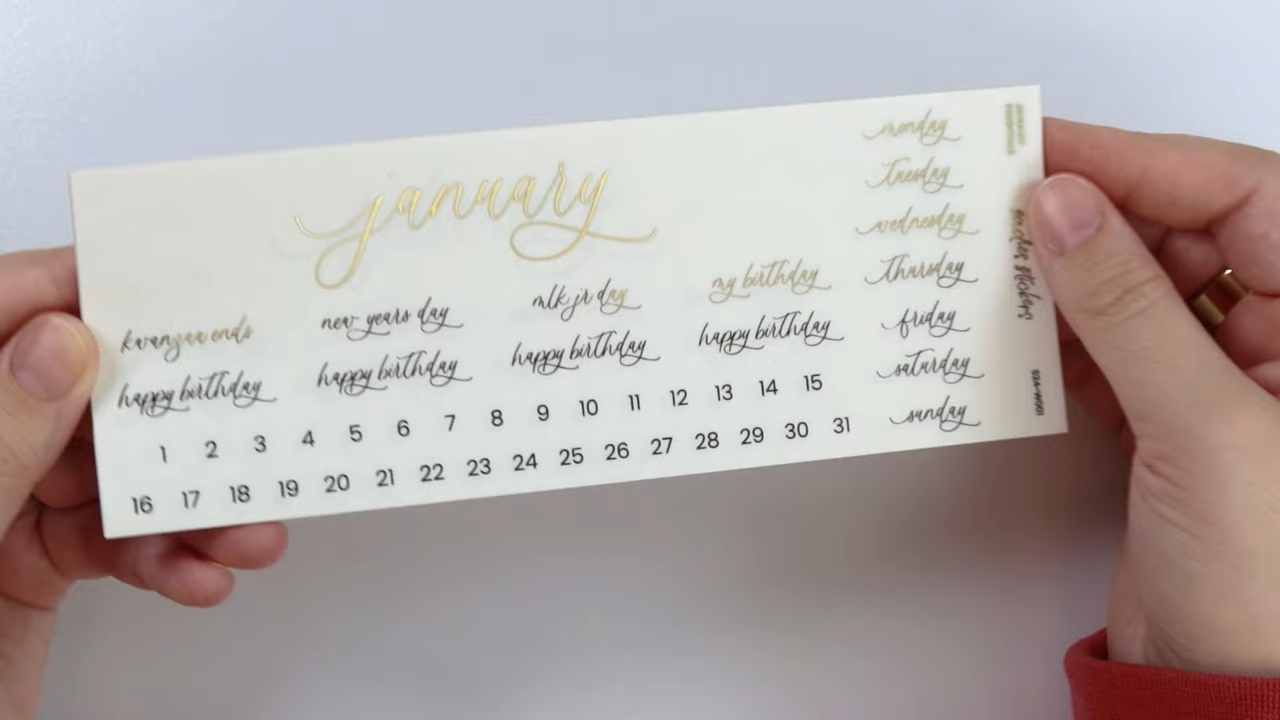 january
kwanzaa ends new years day mlk jr day my birthday
happy birthday happy birthday happy birthday happy birthday
1 2 3 4 5 6 7 8 9 10 11 12 13 14 15
16 17 18 19 20 21 22 23 24 25 26 27 28 29 30 31
monday
tuesday
wednesday
thursday
friday
saturday
sunday
january
stickers